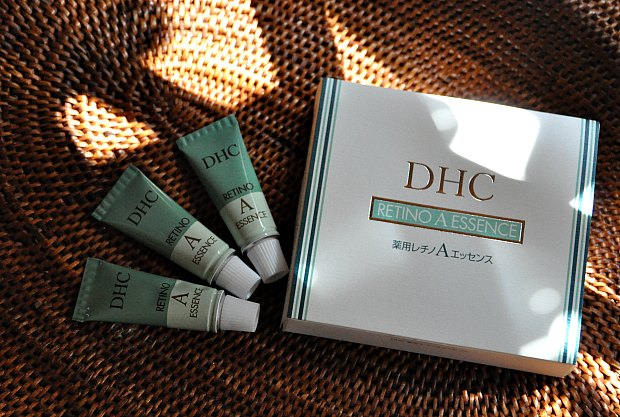 DHC
RETINO
A
ESSENCE
DHC
RETINO
A
ESSENCE
DHC
RETINO
A
ESSENCE
DHC
RETINO A ESSENCE
薬用レチノAエッセンス